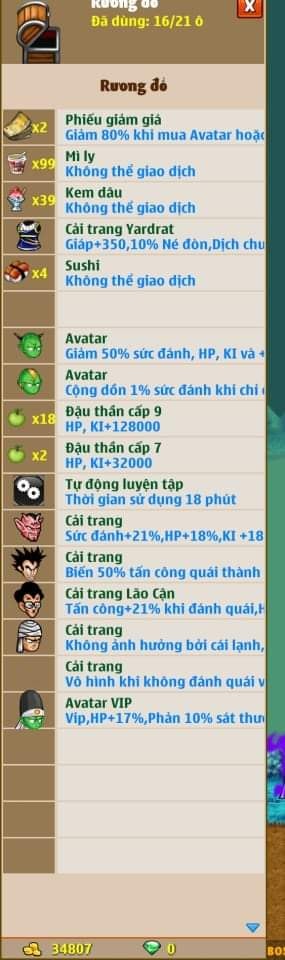 Rương đồ
X
Đã dùng: 16/21 ô
Rương đồ
x2
Phiếu giảm giá
Giảm 80% khi mua Avatar hoặc
x99
Mì ly
Không thể giao dịch
x39
Kem dâu
Không thể giao dịch
Cải trang Yardrat
Giáp+350,10% Né đòn,Dịch chu
x4
Sushi
Không thể giao dịch
Avatar
Giảm 50% sức đánh, HP, KI và +
Avatar
Cộng dồn 1% sức đánh khi chỉ
x18
Đậu thần cấp 9
HP, KI+128000
x2
Đậu thần cấp 7
HP, KI+32000
Tự động luyện tập
Thời gian sử dụng 18 phút
Cải trang
Sức đánh+21%,HP+18%,KI +18
Cải trang
Biến 50% tấn công quái thành
Cải trang Lão Cận
Tấn công+21% khi đánh quái,H
Cải trang
Không ảnh hưởng bởi cái lạnh,
Cải trang
Vô hình khi không đánh quái v
Avatar VIP
Vip,HP+17%,Phản 10% sát thư
34807
0
BOS